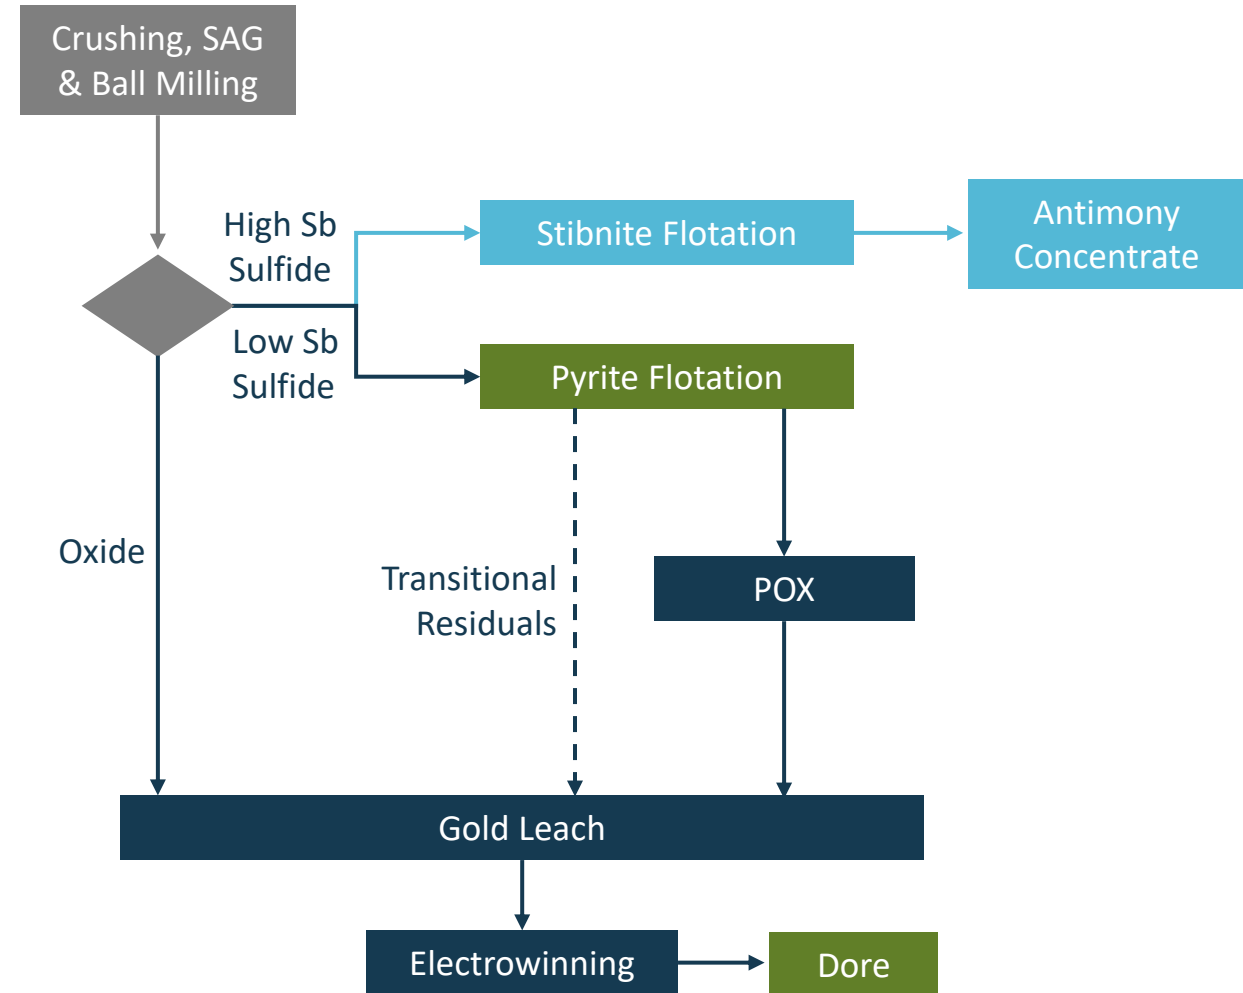 Crushing, SAG
& Ball Milling
High Sb
Sulfide
Stibnite Flotation
Antimony
Concentrate
Low Sb
Sulfide
Pyrite Flotation
Oxide
Transitional
Residuals
POX
Gold Leach
Electrowinning
Dore